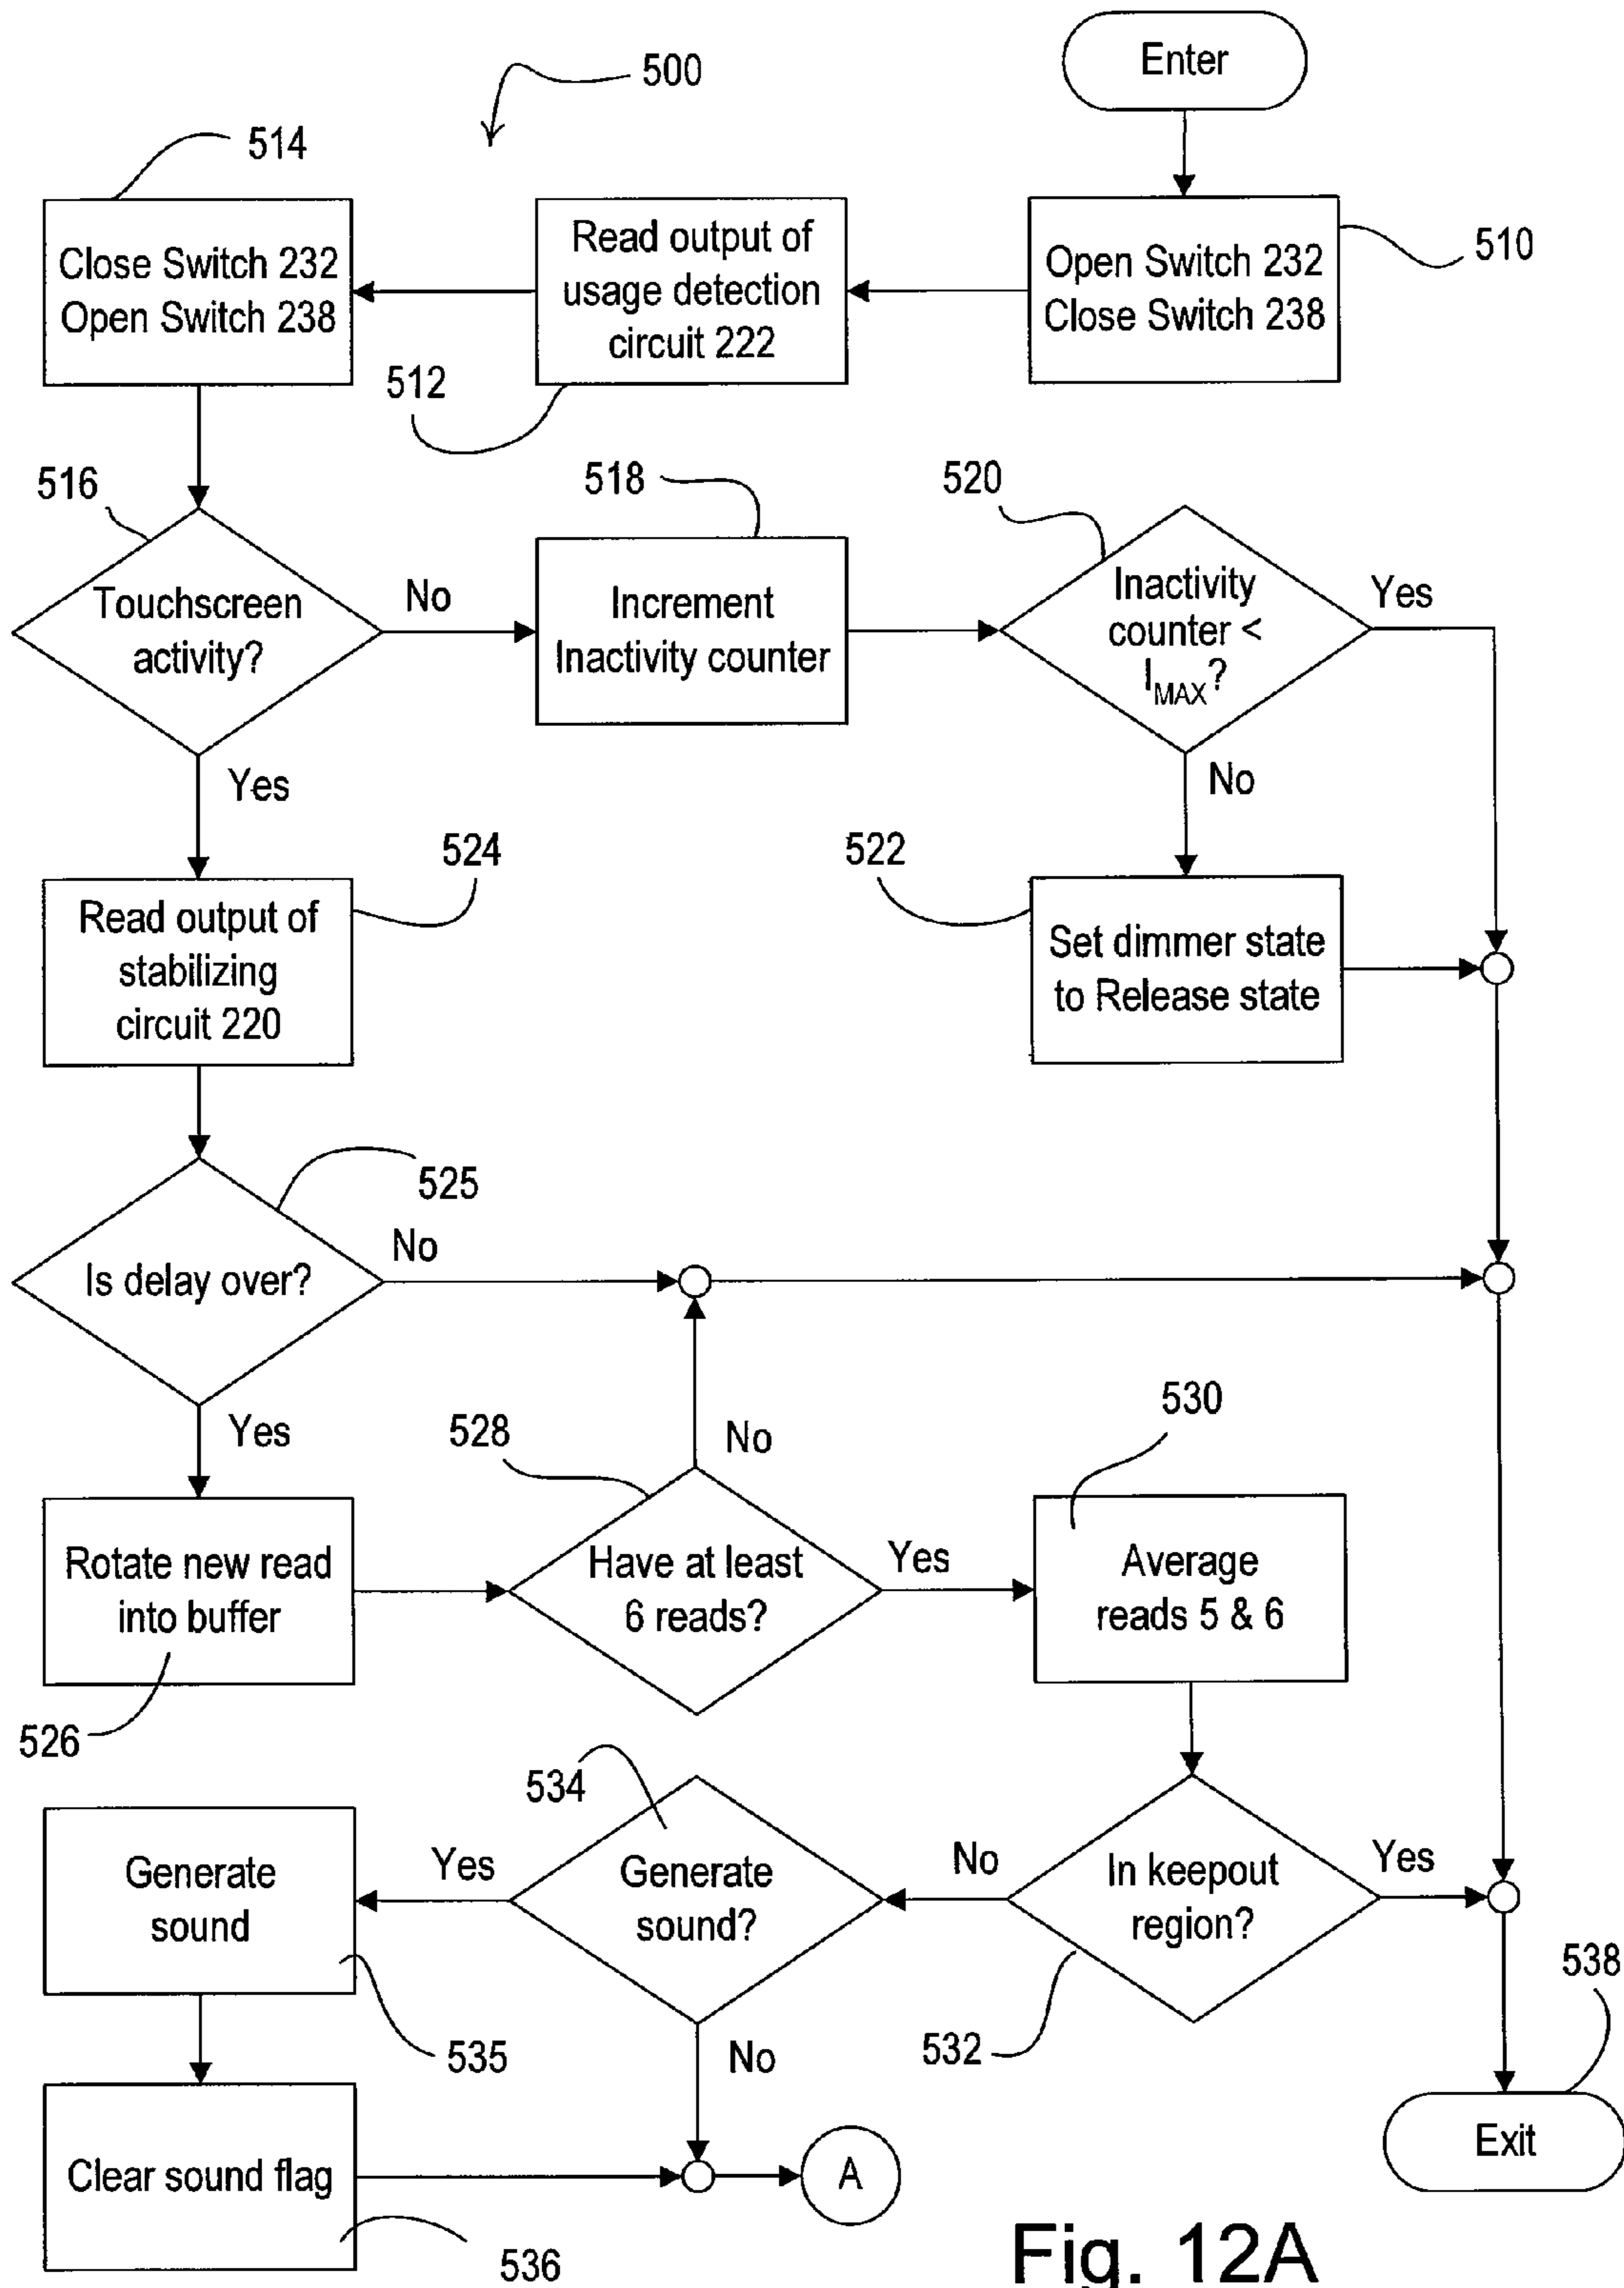 Enter
500
514
Close Switch 232
Open Switch 238
Read output of
usage detection
circuit 222
Open Switch 232
Close Switch 238
510
512
516
518
520
Touchscreen
activity?
No
Increment
Inactivity counter
Inactivity
counter <
IMAX?
Yes
Yes
No
524
522
Read output of
stabilizing
circuit 220
Set dimmer state
to Release state
525
Is delay over?
No
Yes
528
No
530
Rotate new read
into buffer
Have at least
6 reads?
Yes
Average
reads 5 & 6
526
534
Generate
sound
Yes
Generate
sound?
No
In keepout
region?
Yes
535
No
532
538
Clear sound flag
A
Exit
536
Fig. 12A